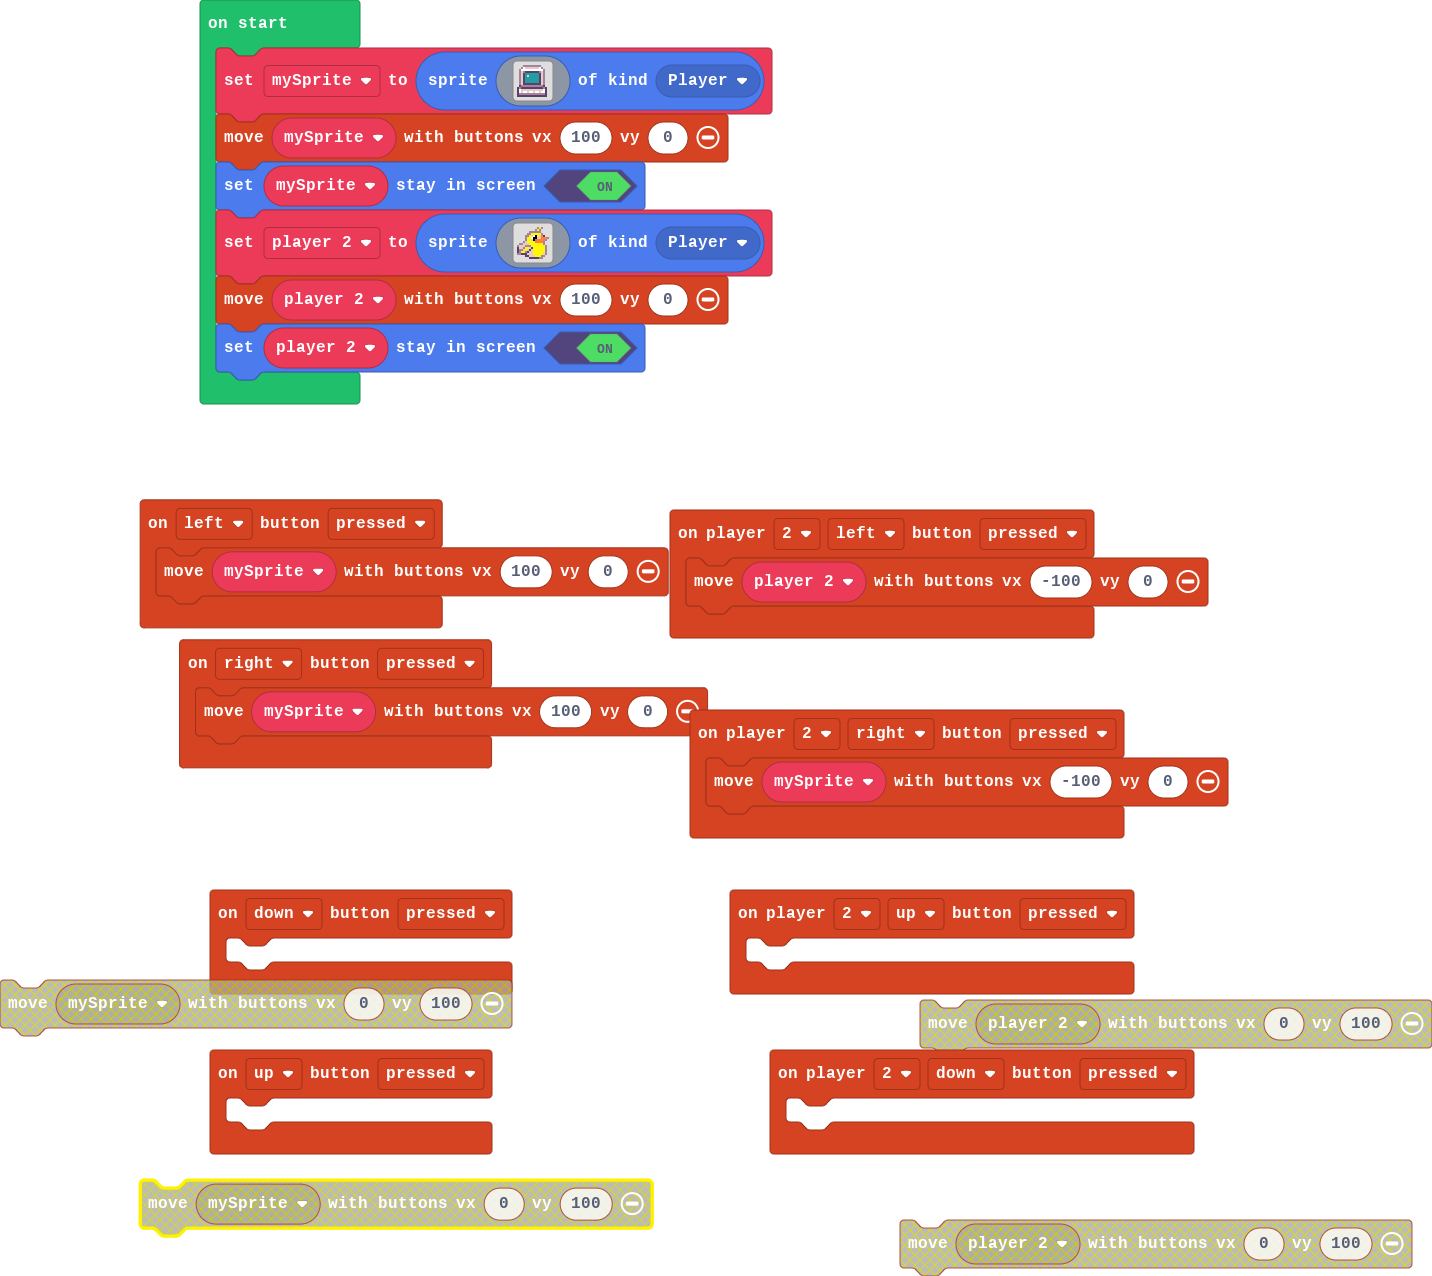 on start
set mySprite to sprite of kind Player
move mySprite with buttons vx 100 vy 0
set mySprite stay in screen ON
set player 2 to sprite of kind Player
move player 2 with buttons vx 100 vy 0
set player 2 stay in screen ON
on left button pressed
move mySprite with buttons vx 100 vy 0
on player 2 left button pressed
move player 2 with buttons vx -100 vy 0
on right button pressed
move mySprite with buttons vx 100 vy 0
on player 2 right button pressed
move mySprite with buttons vx -100 vy 0
on down button pressed
move mySprite with buttons vx 0 vy 100
on player 2 up button pressed
move player 2 with buttons vx 0 vy 100
on up button pressed
move mySprite with buttons vx 0 vy 100
on player 2 down button pressed
move player 2 with buttons vx 0 vy 100